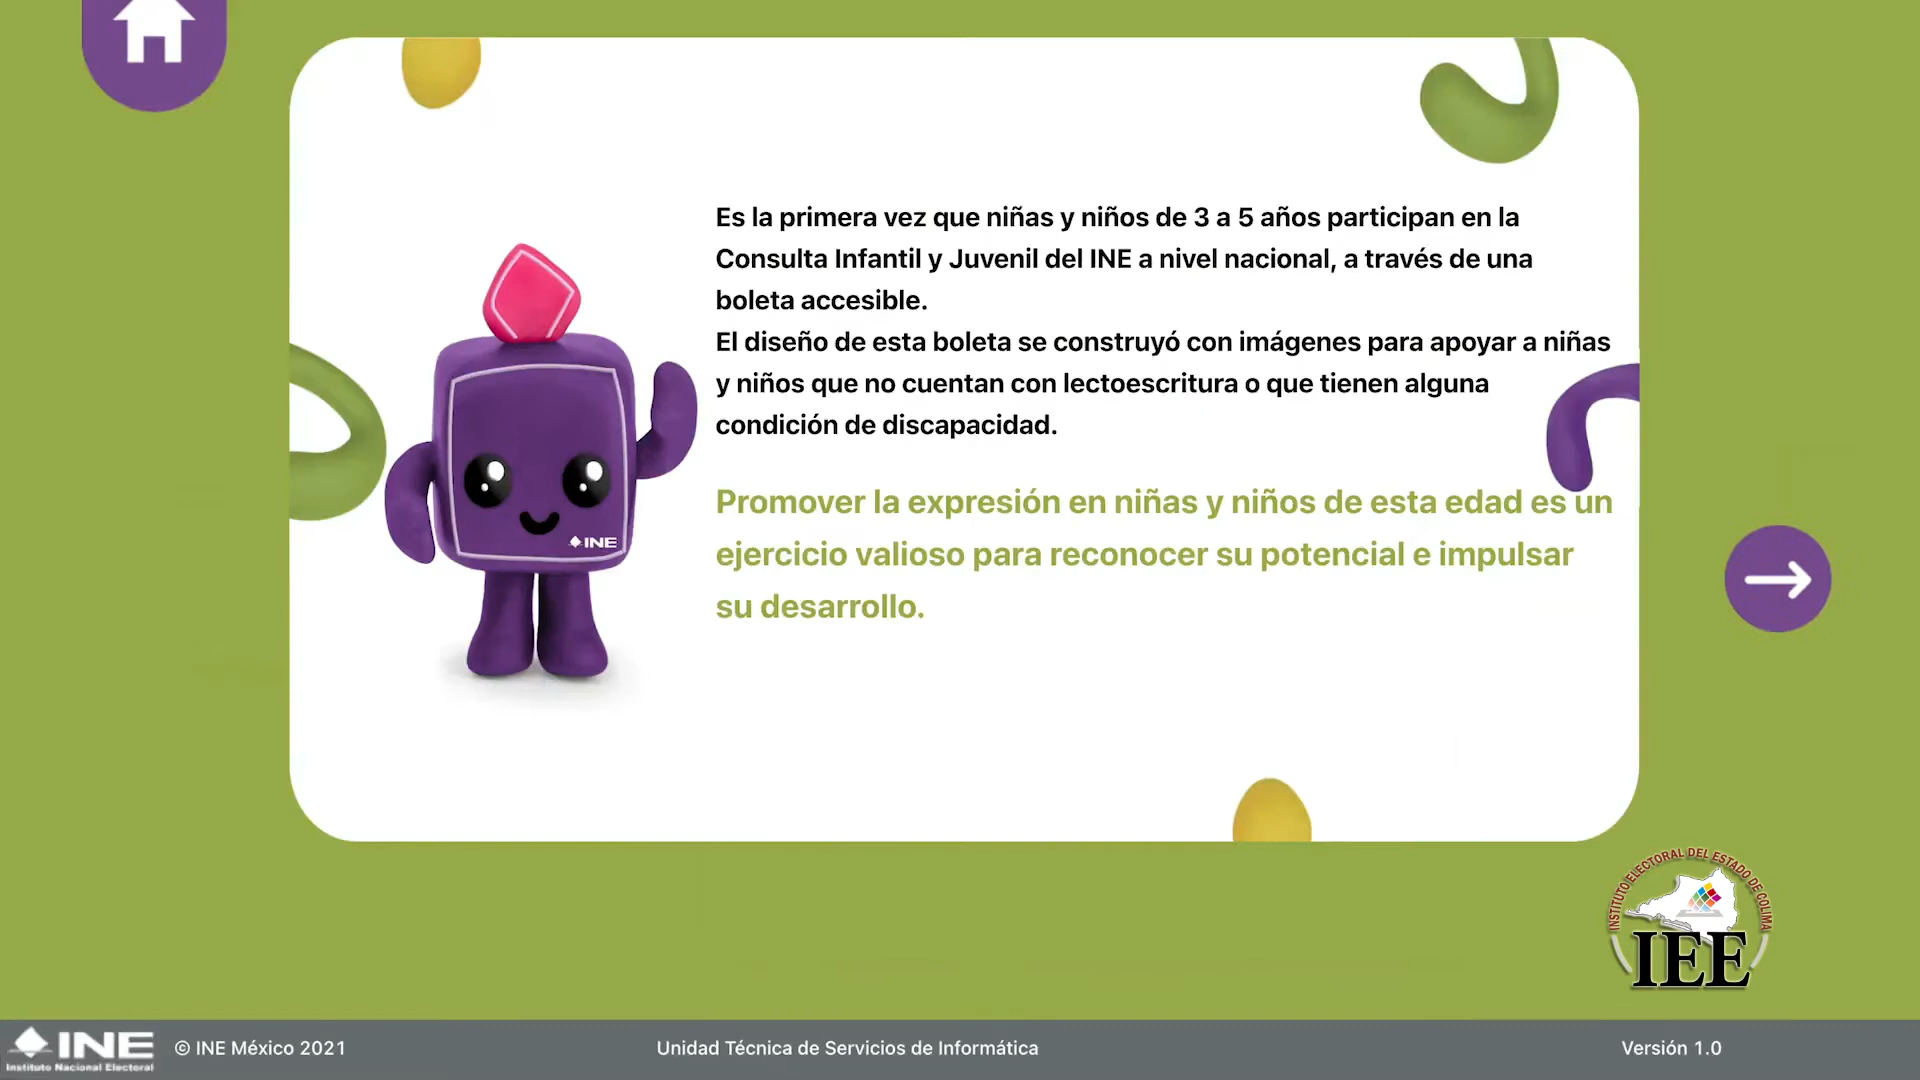 Es la primera vez que niñas y niños de 3 a 5 años participan en la
Consulta Infantil y Juvenil del INE a nivel nacional, a través de una
boleta accesible.
El diseño de esta boleta se construyó con imágenes para apoyar a niñas
y niños que no cuentan con lectoescritura o que tienen alguna
condición de discapacidad.
Promover la expresión en niñas y niños de esta edad es un
ejercicio valioso para reconocer su potencial e impulsar
su desarrollo.
INE
INSTITUTO ELECTORAL DEL ESTADO DE COLIMA
IEE
INE
Instituto Nacional Electoral
© INE México 2021
Unidad Técnica de Servicios de Informática
Versión 1.0